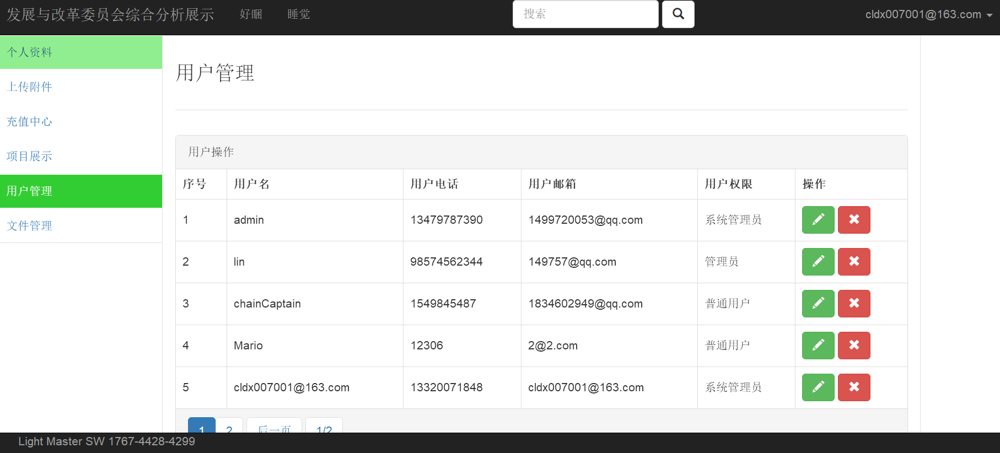 发展与改革委员会综合分析展示 好咽 睡觉 搜索 cldx007001@163.com
个人资料
上传附件
充值中心
项目展示
用户管理
文件管理
用户管理
用户操作
序号 用户名 用户电话 用户邮箱 用户权限 操作
1 admin 13479787390 1499720053@qq.com 系统管理员
2 lin 98574562344 149757@qq.com 管理员
3 chainCaptain 1549845487 1834602949@qq.com 普通用户
4 Mario 12306 2@2.com 普通用户
5 cldx007001@163.com 13320071848 cldx007001@163.com 系统管理员
1 2 后一页 1/2
Light Master SW 1767-4428-4299